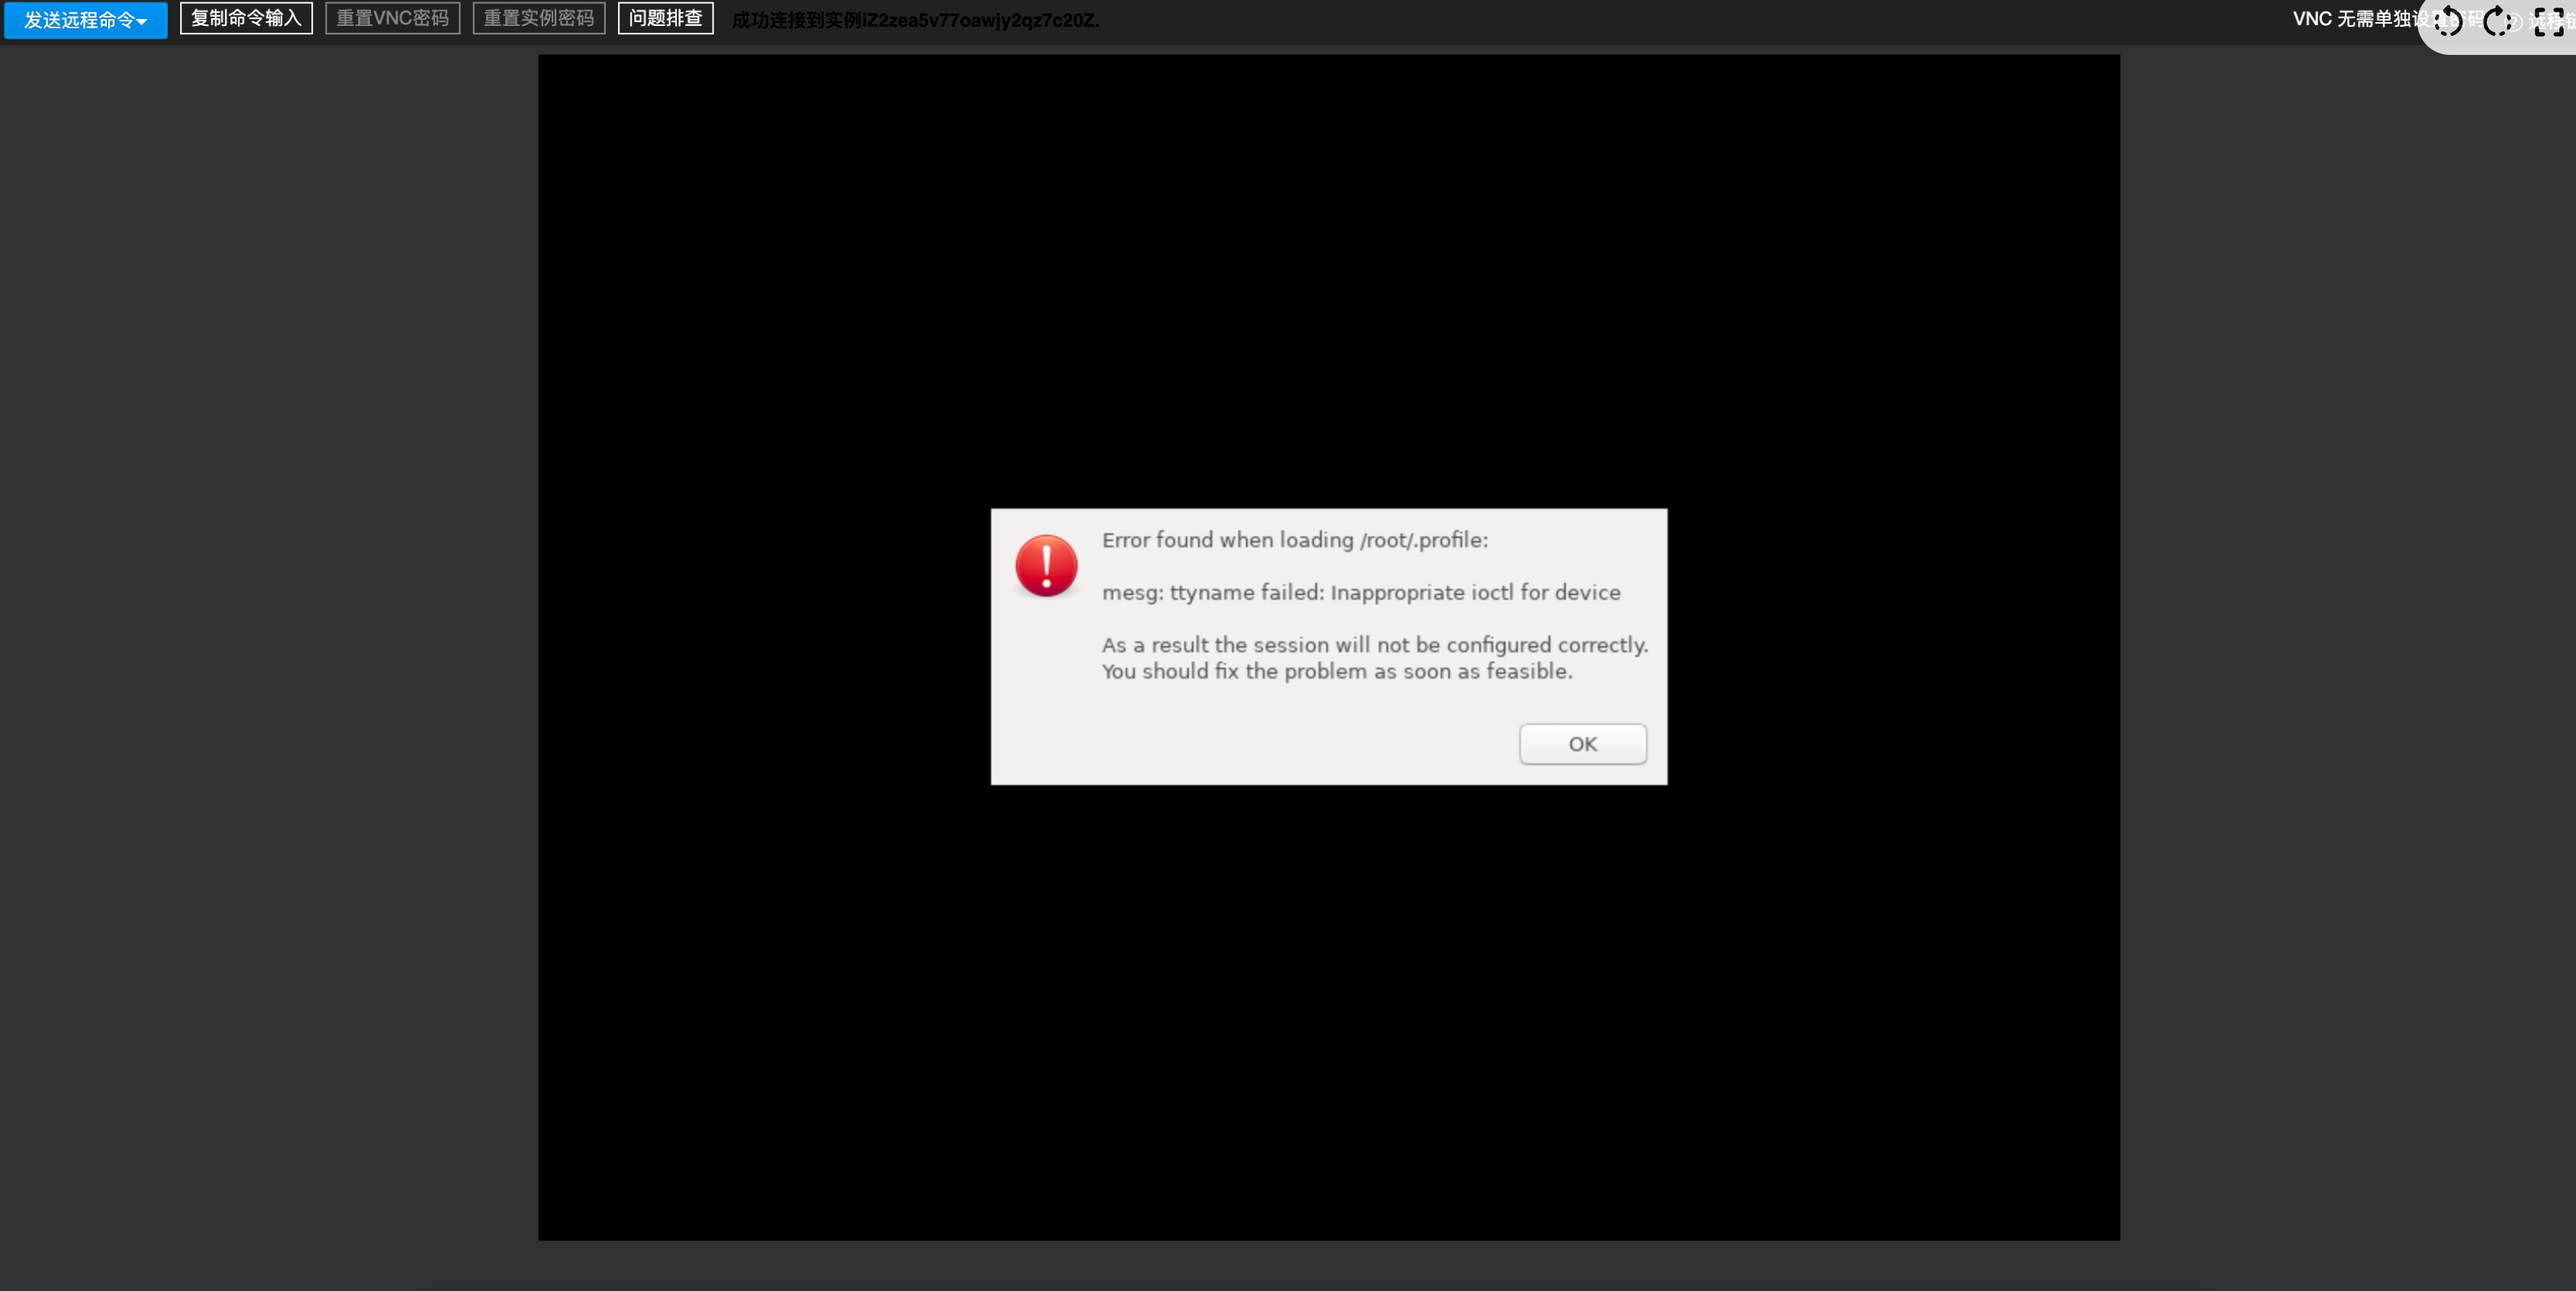 发送远程命令
复制命令输入
重置VNC密码
重置实例密码
问题排查
成功连接到实例iZ2zea5v77oawjy2qz7c20Z.
VNC 无需单独设置密码
远程
Error found when loading /root/.profile:
mesg: ttyname failed: Inappropriate ioctl for device
As a result the session will not be configured correctly.
You should fix the problem as soon as feasible.
OK